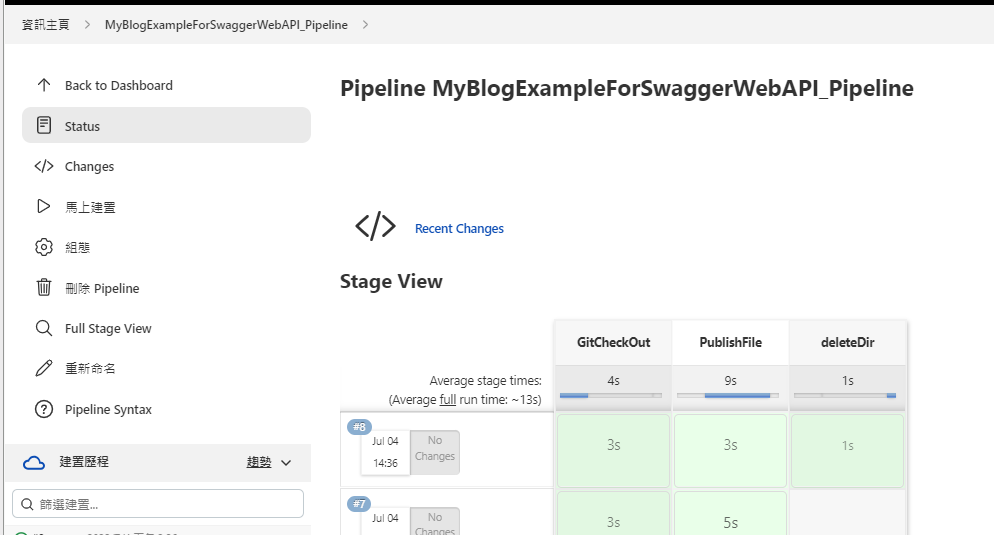 資訊主頁 > MyBlogExampleForSwaggerWebAPI_Pipeline >
Back to Dashboard
Status
Changes
馬上建置
組態
刪除 Pipeline
Full Stage View
重新命名
Pipeline Syntax
建置歷程 趨勢
篩選建置...
Pipeline MyBlogExampleForSwaggerWebAPI_Pipeline
Recent Changes
Stage View
GitCheckOut PublishFile deleteDir
Average stage times: 4s 9s 1s
(Average full run time: ~13s)
#8
Jul 04 No
14:36 Changes
3s 3s 1s
#7
Jul 04 No
Changes
3s 5s